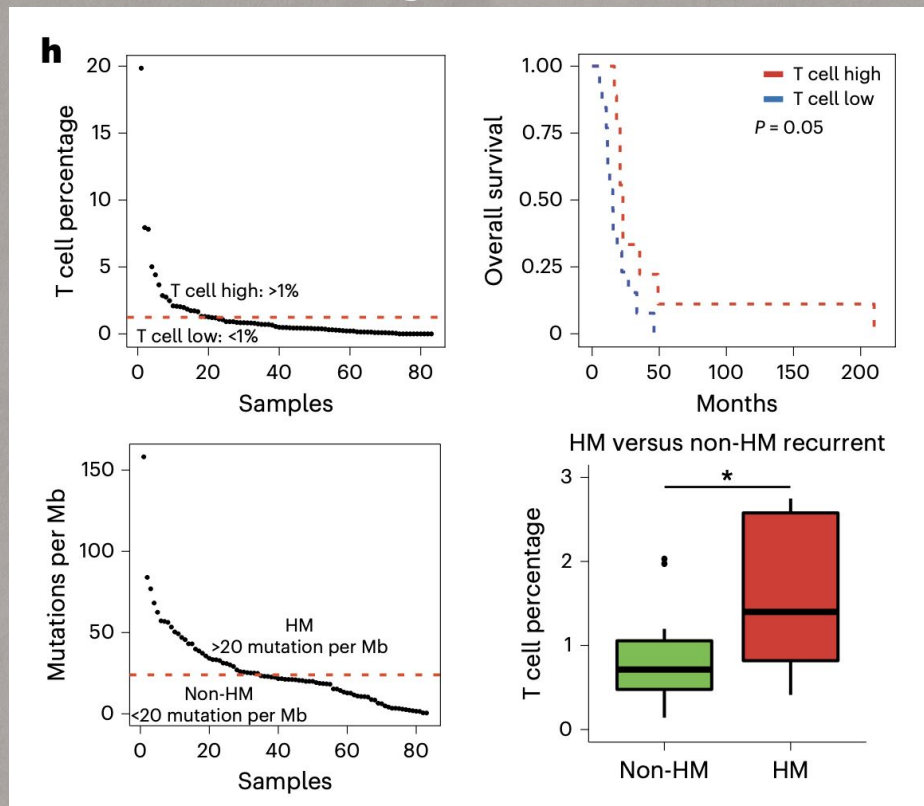 h
T cell percentage
20
15
10
5
0
T cell high: >1%
T cell low: <1%
0
20
40
60
80
Samples
Overall survival
1.00
0.75
0.50
0.25
0
T cell high
T cell low
P = 0.05
0
50
100
150
200
Months
Mutations per Mb
150
100
50
0
HM
>20 mutation per Mb
Non-HM
<20 mutation per Mb
0
20
40
60
80
Samples
HM versus non-HM recurrent
T cell percentage
3
2
1
0
*
Non-HM
HM